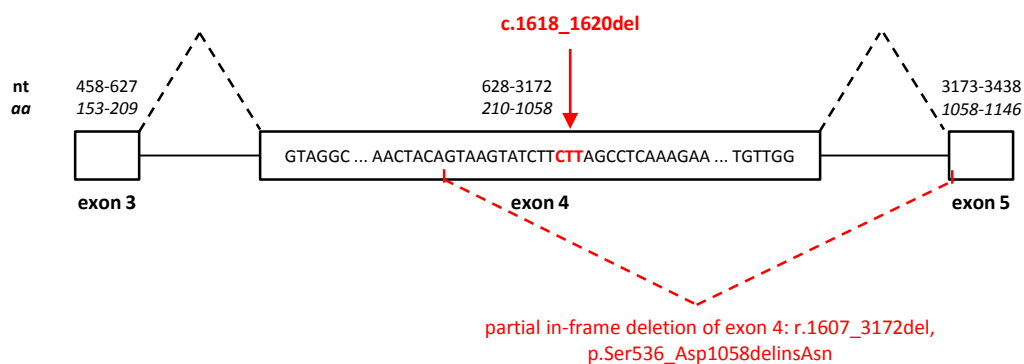 c.1618_1620del
nt 458-627 628-3172 3173-3438
aa 153-209 210-1058 1058-1146
GTAGGC ... AACTACAGTAAGTATCTTCTTAGCCTCAAAGAA ... TGTTGG
exon 3 exon 4 exon 5
partial in-frame deletion of exon 4: r.1607_3172del,
p.Ser536_Asp1058delinsAsn